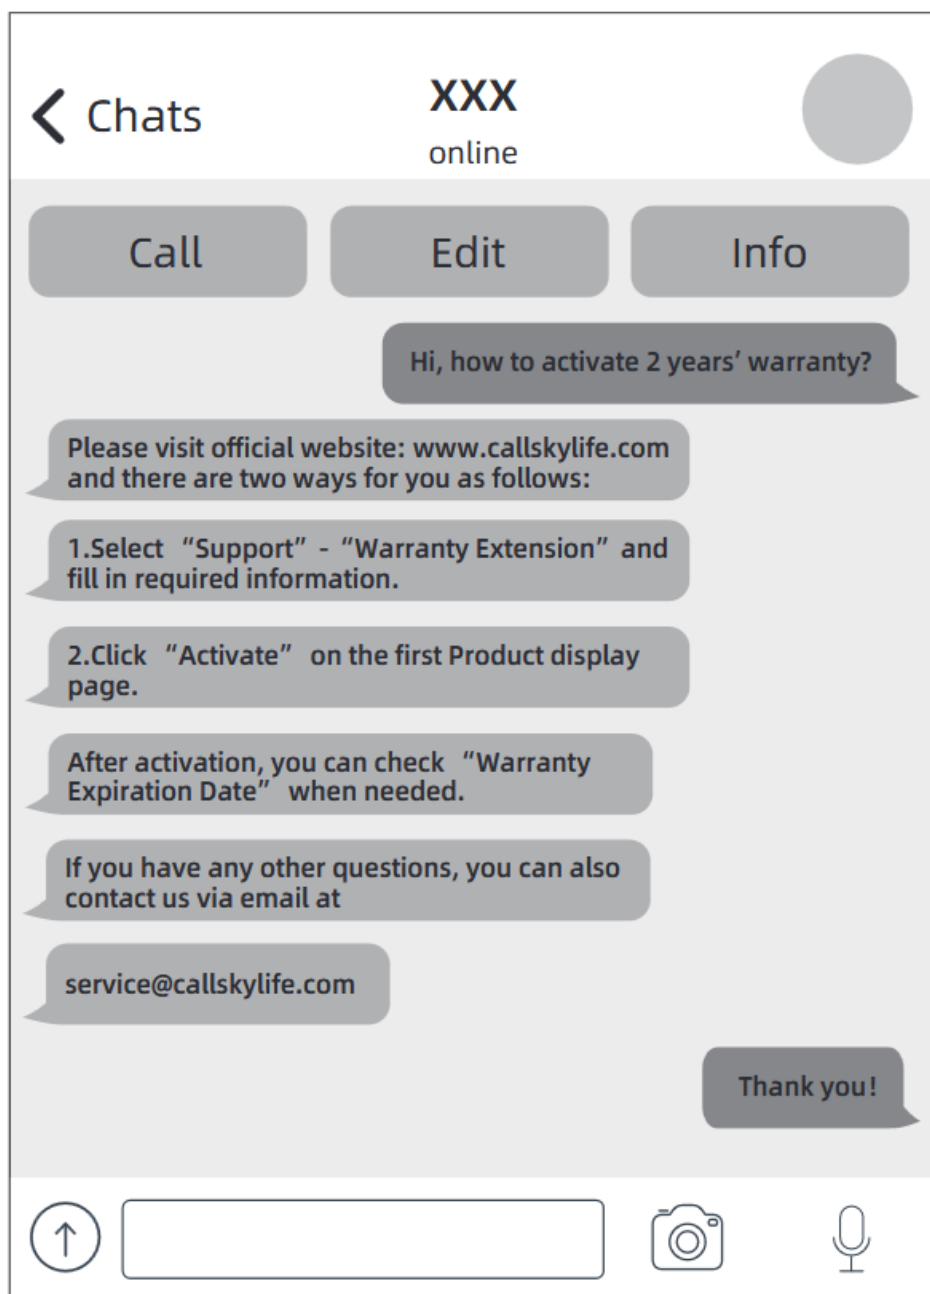 Chats
XXX
online
Call
Edit
Info
Hi, how to activate 2 years’ warranty?
Please visit official website: www.callskylife.com
and there are two ways for you as follows:
1.Select “Support” - “Warranty Extension” and
fill in required information.
2.Click “Activate” on the first Product display
page.
After activation, you can check “Warranty
Expiration Date” when needed.
If you have any other questions, you can also
contact us via email at
service@callskylife.com
Thank you!